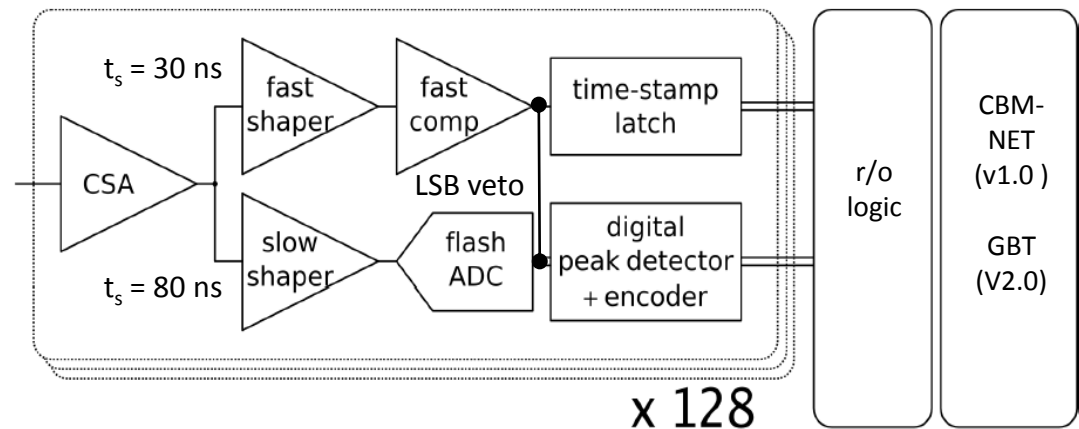 t_s = 30 ns
fast
shaper
fast
comp
time-stamp
latch
CSA
LSB veto
slow
shaper
flash
ADC
digital
peak detector
+ encoder
t_s = 80 ns
x 128
r/o
logic
CBM-
NET
(v1.0 )
GBT
(V2.0)